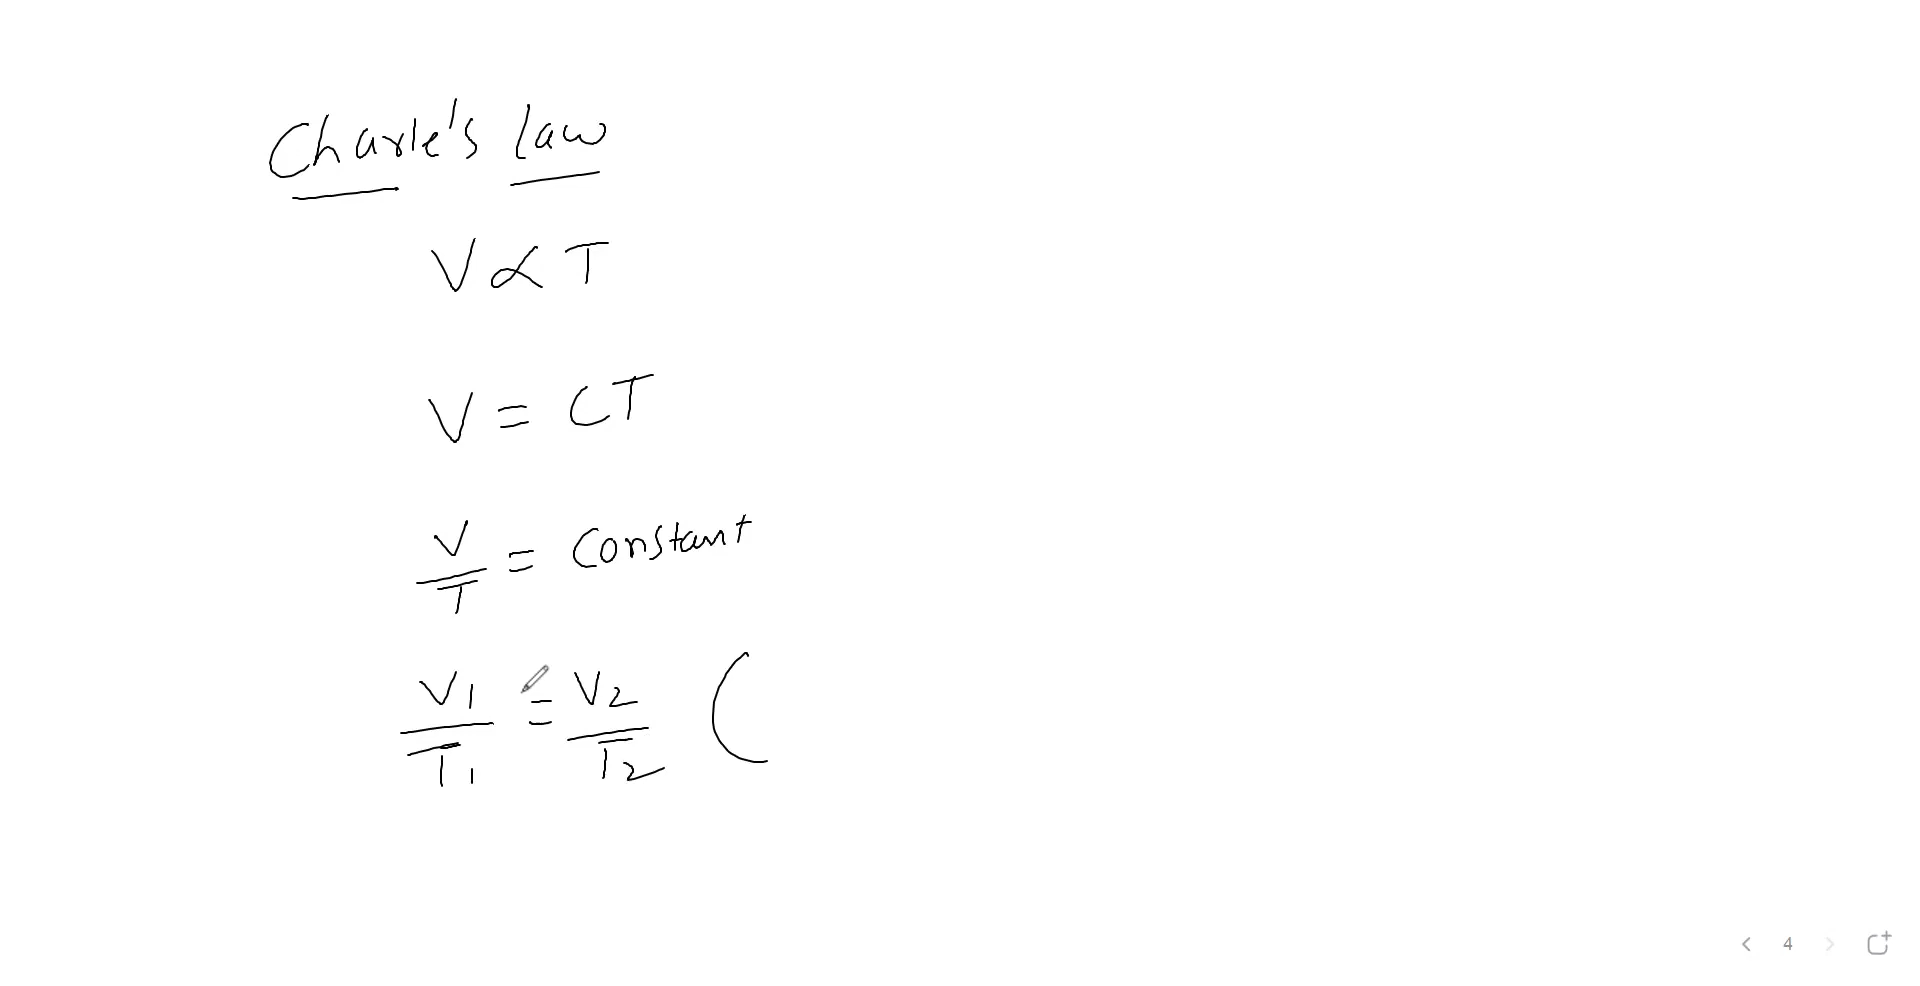 Charle's law
V ∝ T
V = CT
V/T = Constant
V1/T1 = V2/T2 (
4